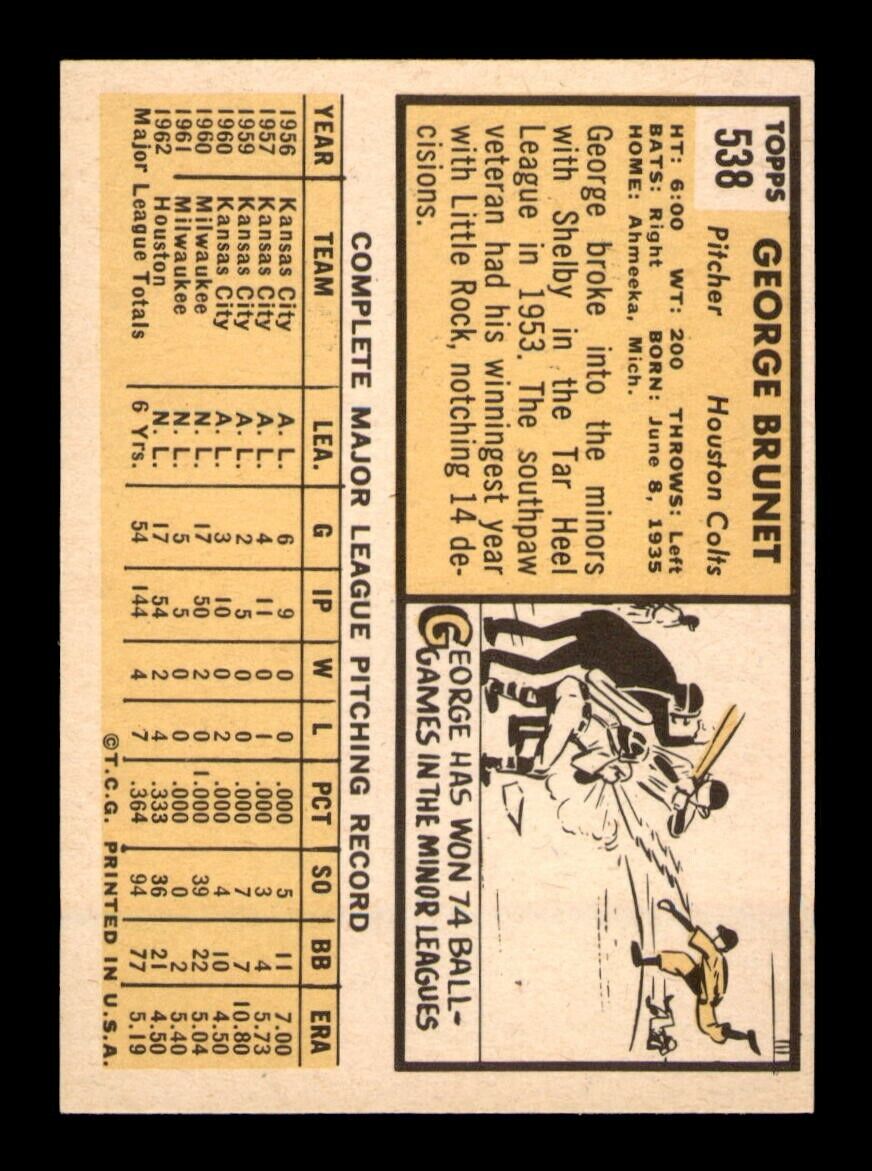 TOPPS
538
GEORGE BRUNET
Pitcher Houston Colts
HT: 6:00 WT: 200 THROWS: Left
BATS: Right BORN: June 8, 1935
HOME: Ahmeeka, Mich.
George broke into the minors
with Shelby in the Tar Heel
League in 1953. The southpaw
veteran had his winningest year
with Little Rock, notching 14 de-
cisions.
GEORGE HAS WON 74 BALL-
GAMES IN THE MINOR LEAGUES
COMPLETE MAJOR LEAGUE PITCHING RECORD
YEAR TEAM LEA. G IP W L PCT SO BB ERA
1956 Kansas City A. L. 6 9 0 0 .000 5 11 7.00
1957 Kansas City A. L. 4 11 0 1 .000 3 4 5.73
1959 Kansas City A. L. 2 5 0 0 .000 7 7 10.80
1960 Kansas City A. L. 3 10 0 2 .000 4 10 4.50
1960 Milwaukee N. L. 17 50 2 0 1.000 39 22 5.04
1961 Milwaukee N. L. 5 5 0 0 .000 0 2 5.40
1962 Houston N. L. 17 54 2 4 .333 36 21 4.50
Major League Totals 6 Yrs. 54 144 4 7 .364 94 77 5.19
©T.C.G. PRINTED IN U.S.A.